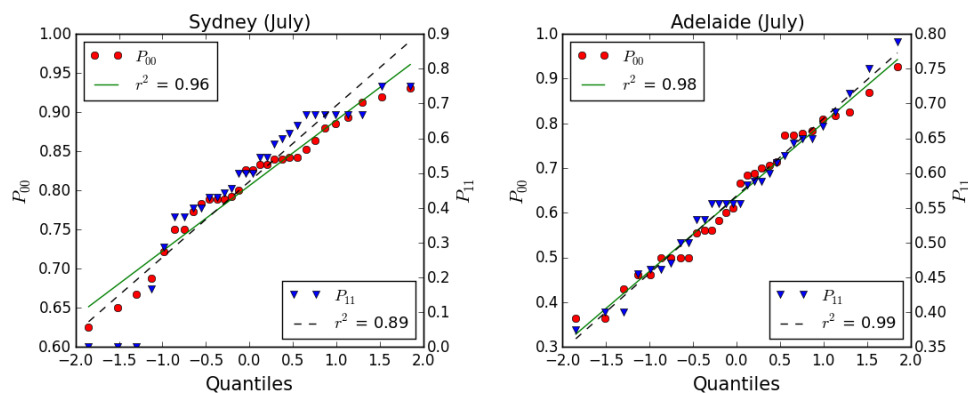 Sydney (July)
1.00
0.95
0.90
0.85
0.80
0.75
0.70
0.65
0.60
P₀₀
0.9
0.8
0.7
0.6
0.5
0.4
0.3
0.2
0.1
0.0
P₁₁
P₀₀
r² = 0.96
P₁₁
r² = 0.89
−2.0 −1.5 −1.0 −0.5 0.0 0.5 1.0 1.5 2.0
Quantiles
Adelaide (July)
1.0
0.9
0.8
0.7
0.6
0.5
0.4
0.3
P₀₀
0.80
0.75
0.70
0.65
0.60
0.55
0.50
0.45
0.40
0.35
P₁₁
P₀₀
r² = 0.98
P₁₁
r² = 0.99
−2.0 −1.5 −1.0 −0.5 0.0 0.5 1.0 1.5 2.0
Quantiles